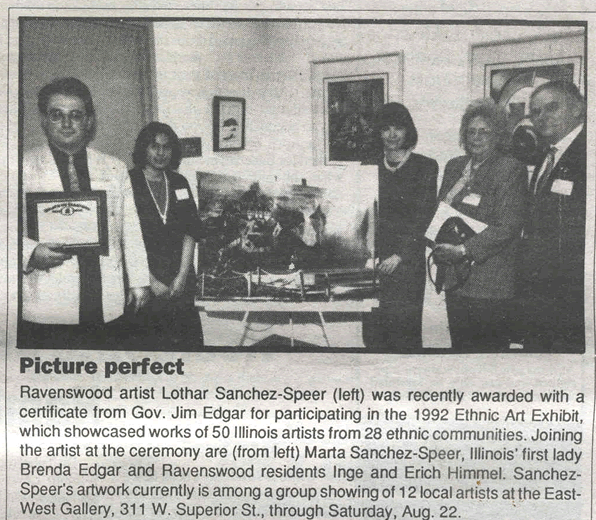 Picture perfect
Ravenswood artist Lothar Sanchez-Speer (left) was recently awarded with a
certificate from Gov. Jim Edgar for participating in the 1992 Ethnic Art Exhibit,
which showcased works of 50 Illinois artists from 28 ethnic communities. Joining
the artist at the ceremony are (from left) Marta Sanchez-Speer, Illinois' first lady
Brenda Edgar and Ravenswood residents Inge and Erich Himmel. Sanchez-
Speer's artwork currently is among a group showing of 12 local artists at the East-
West Gallery, 311 W. Superior St., through Saturday, Aug. 22.